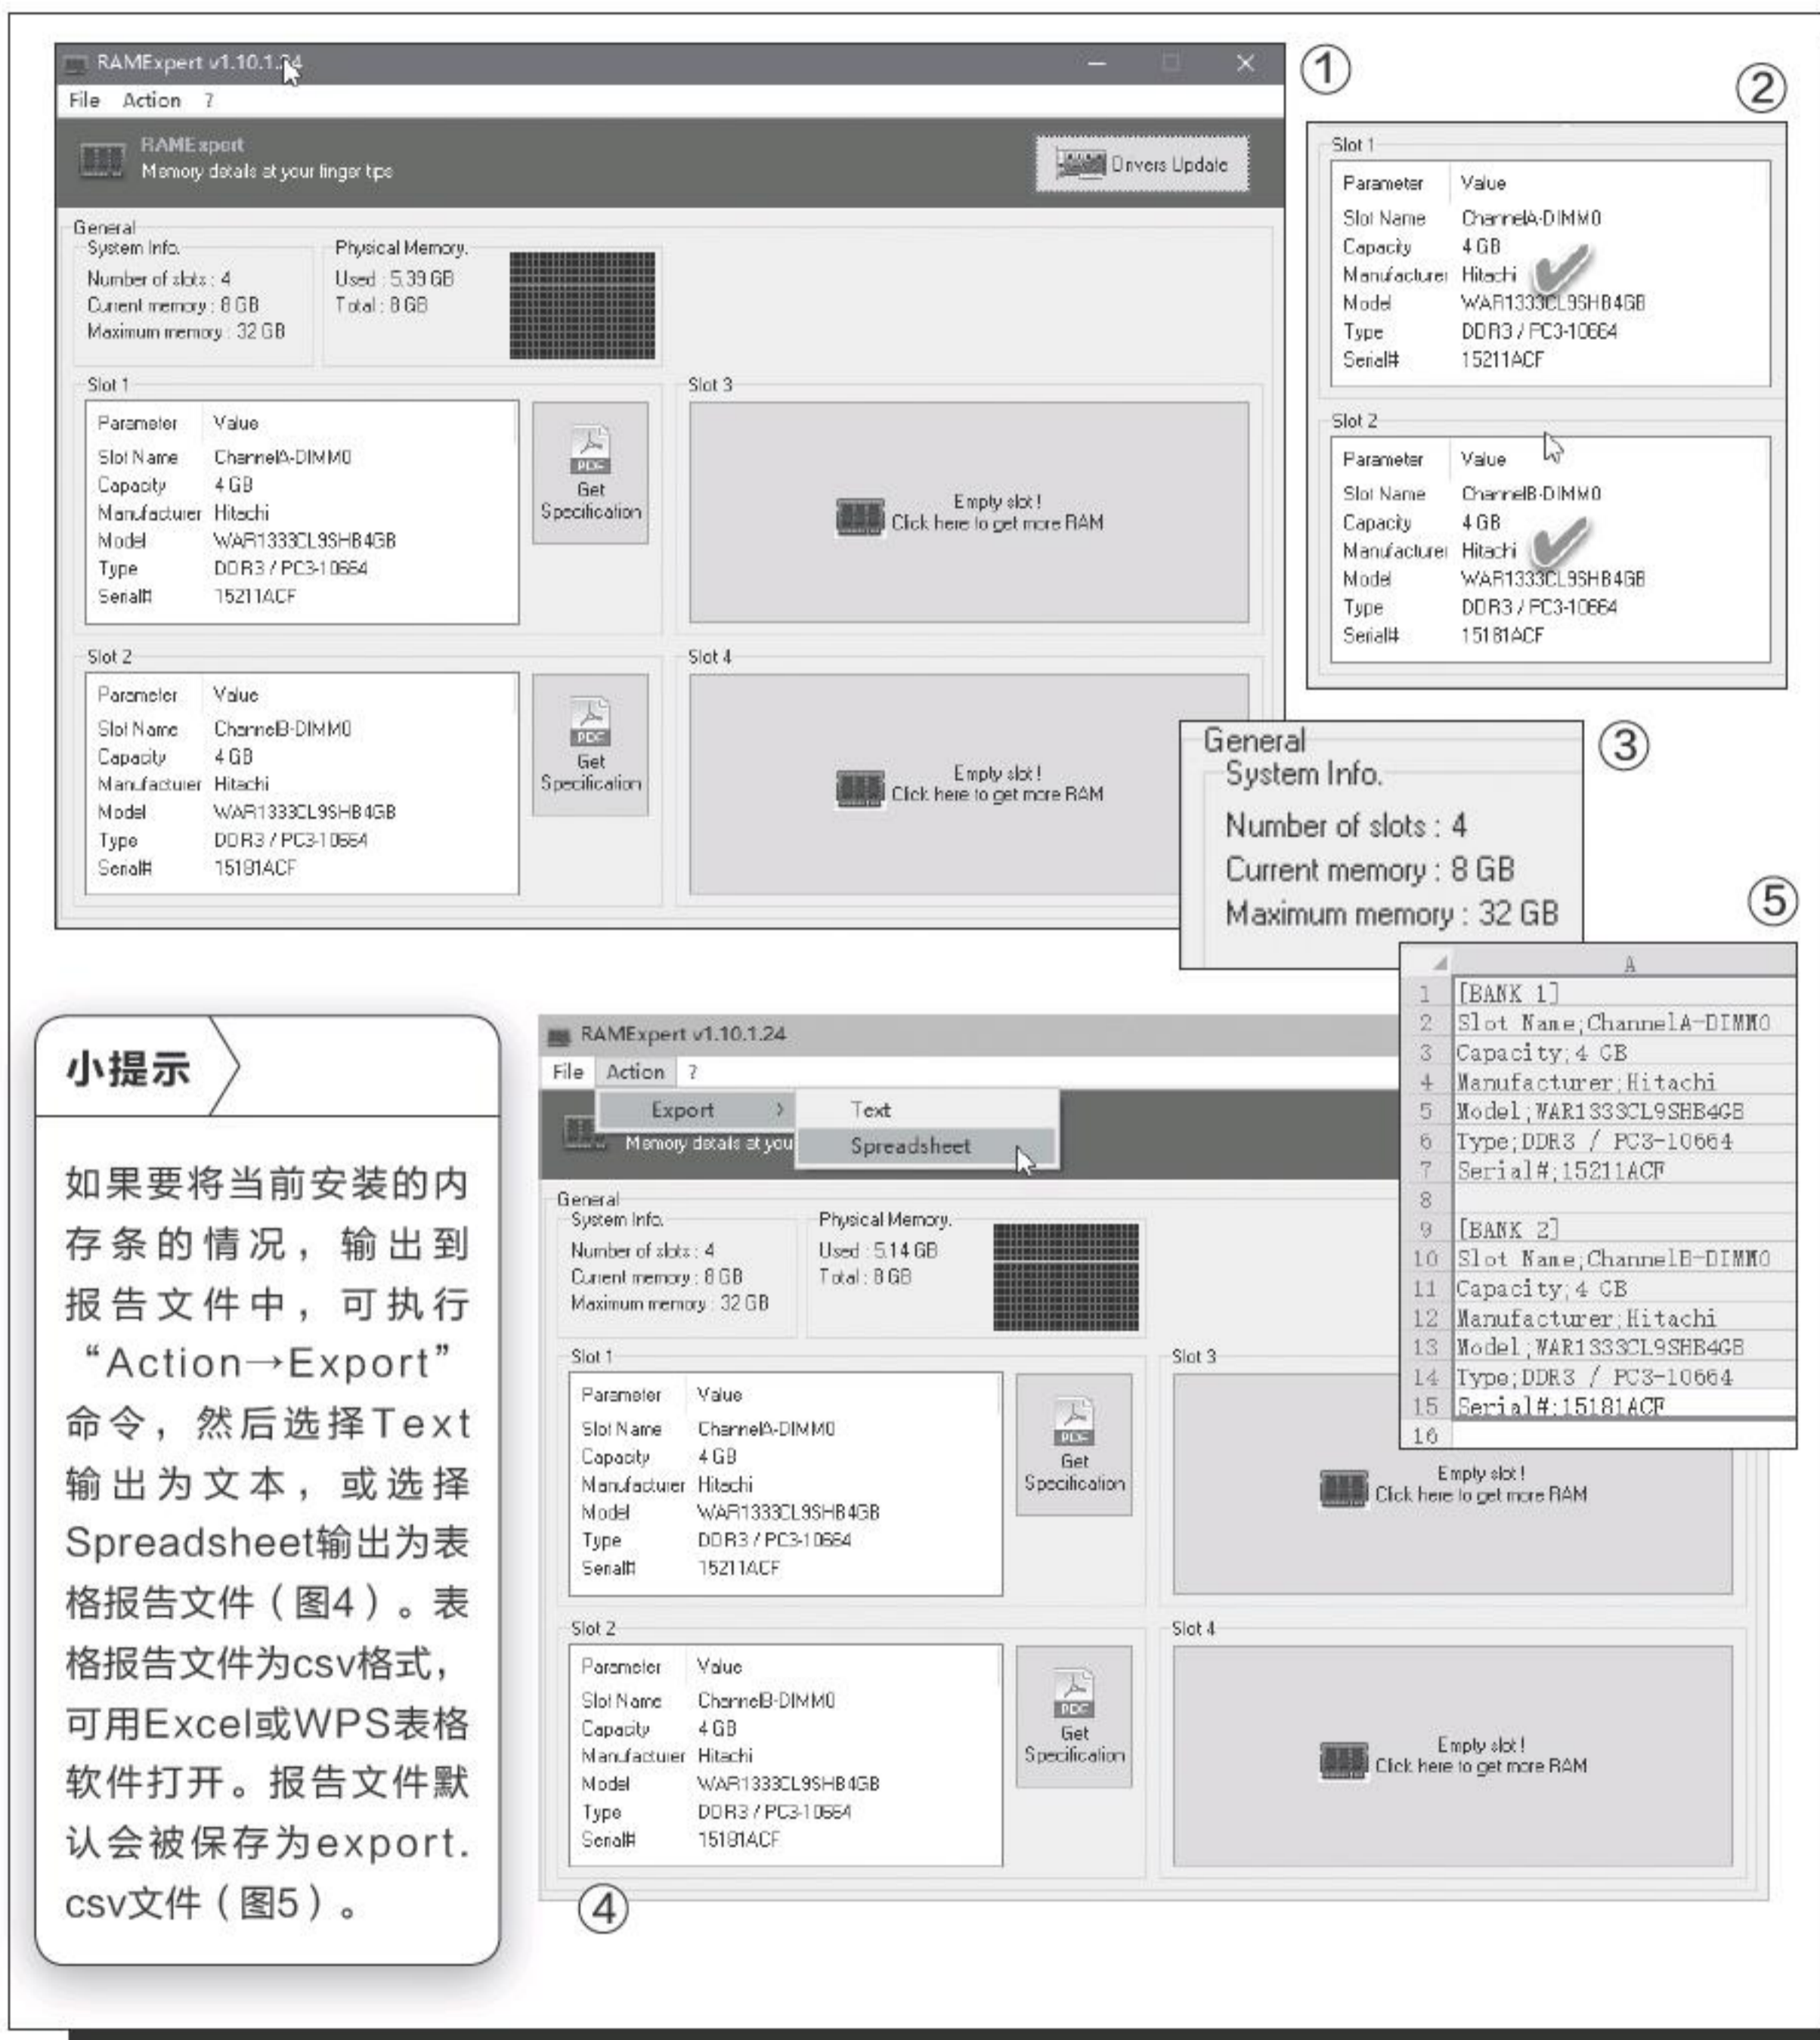 RAMExpert v1.10.1.24
File Action ?
RAMExpert
Memory details at your finger tips
Drivers Update
General
System Info.
Number of slots : 4
Current memory : 8 GB
Maximum memory : 32 GB
Physical Memory.
Used : 5,39 GB
Total : 8 GB
Slot 1
Parameter Value
Slot Name ChannelA-DIMM0
Capacity 4 GB
Manufacturer Hitachi
Model WAR1333CL9SHB4GB
Type DDR3 / PC3-10664
Serial# 15211ACF
PDF
Get
Specification
Slot 3
Empty slot !
Click here to get more RAM
Slot 2
Parameter Value
Slot Name ChannelB-DIMM0
Capacity 4 GB
Manufacturer Hitachi
Model WAR1333CL9SHB4GB
Type DDR3 / PC3-10664
Serial# 15181ACF
PDF
Get
Specification
Slot 4
Empty slot !
Click here to get more RAM
①
②
Slot 1
Parameter Value
Slot Name ChannelA-DIMM0
Capacity 4 GB
Manufacturer Hitachi
Model WAR1333CL9SHB4GB
Type DDR3 / PC3-10664
Serial# 15211ACF
Slot 2
Parameter Value
Slot Name ChannelB-DIMM0
Capacity 4 GB
Manufacturer Hitachi
Model WAR1333CL9SHB4GB
Type DDR3 / PC3-10664
Serial# 15181ACF
③
General
System Info.
Number of slots : 4
Current memory : 8 GB
Maximum memory : 32 GB
⑤
A
1 [BANK 1]
2 Slot Name;ChannelA-DIMM0
3 Capacity;4 GB
4 Manufacturer;Hitachi
5 Model;WAR1333CL9SHB4GB
6 Type;DDR3 / PC3-10664
7 Serial#;15211ACF
8
9 [BANK 2]
10 Slot Name;ChannelB-DIMM0
11 Capacity;4 GB
12 Manufacturer;Hitachi
13 Model;WAR1333CL9SHB4GB
14 Type;DDR3 / PC3-10664
15 Serial#;15181ACF
16
小提示
如果要将当前安装的内
存条的情况，输出到
报告文件中，可执行
“Action→Export”
命令，然后选择Text
输出为文本，或选择
Spreadsheet输出为表
格报告文件（图4）。表
格报告文件为csv格式，
可用Excel或WPS表格
软件打开。报告文件默
认会被保存为export.
csv文件（图5）。
RAMExpert v1.10.1.24
File Action ?
Export
Text
Spreadsheet
Memory details at you
General
System Info.
Number of slots : 4
Current memory : 8 GB
Maximum memory : 32 GB
Physical Memory.
Used : 5,14 GB
Total : 8 GB
Slot 1
Parameter Value
Slot Name ChannelA-DIMM0
Capacity 4 GB
Manufacturer Hitachi
Model WAR1333CL9SHB4GB
Type DDR3 / PC3-10664
Serial# 15211ACF
PDF
Get
Specification
Slot 3
Empty slot !
Click here to get more RAM
Slot 2
Parameter Value
Slot Name ChannelB-DIMM0
Capacity 4 GB
Manufacturer Hitachi
Model WAR1333CL9SHB4GB
Type DDR3 / PC3-10664
Serial# 15181ACF
PDF
Get
Specification
Slot 4
Empty slot !
Click here to get more RAM
④